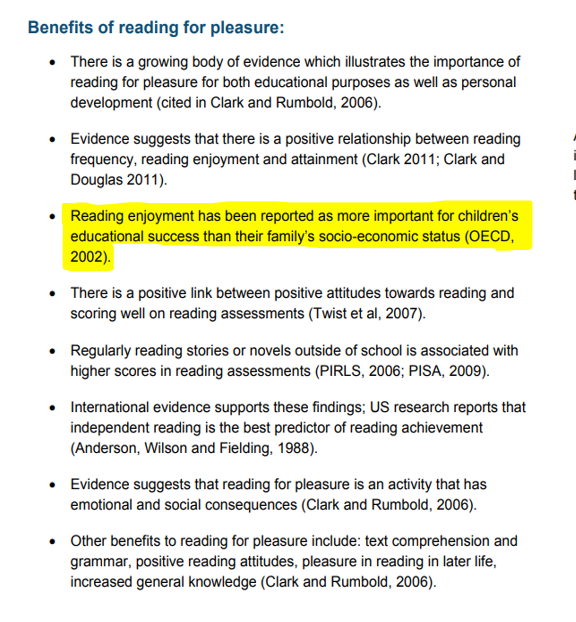 Benefits of reading for pleasure:
• There is a growing body of evidence which illustrates the importance of
reading for pleasure for both educational purposes as well as personal
development (cited in Clark and Rumbold, 2006).
• Evidence suggests that there is a positive relationship between reading
frequency, reading enjoyment and attainment (Clark 2011; Clark and
Douglas 2011).
• Reading enjoyment has been reported as more important for children’s
educational success than their family’s socio-economic status (OECD,
2002).
• There is a positive link between positive attitudes towards reading and
scoring well on reading assessments (Twist et al, 2007).
• Regularly reading stories or novels outside of school is associated with
higher scores in reading assessments (PIRLS, 2006; PISA, 2009).
• International evidence supports these findings; US research reports that
independent reading is the best predictor of reading achievement
(Anderson, Wilson and Fielding, 1988).
• Evidence suggests that reading for pleasure is an activity that has
emotional and social consequences (Clark and Rumbold, 2006).
• Other benefits to reading for pleasure include: text comprehension and
grammar, positive reading attitudes, pleasure in reading in later life,
increased general knowledge (Clark and Rumbold, 2006).